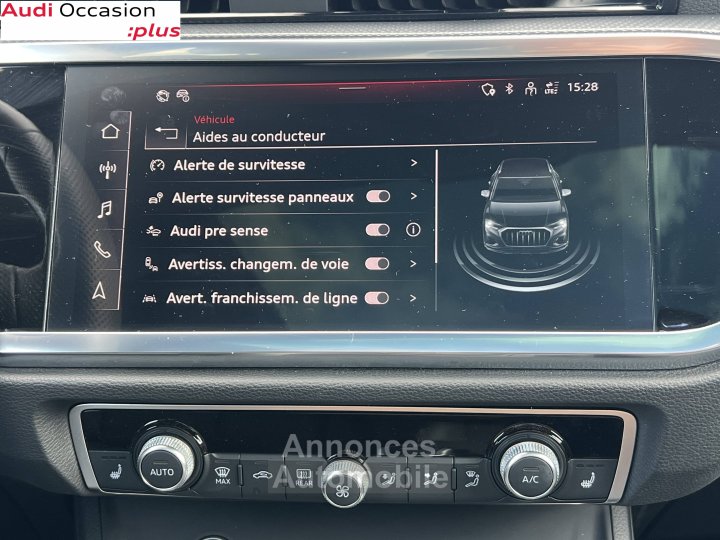 Audi Occasion
:plus
15:28
Véhicule
Aides au conducteur
Alerte de survitesse
Alerte survitesse panneaux
Audi pre sense
Avertiss. changem. de voie
Avert. franchissem. de ligne
AUTO
MAX
REAR
A/C
Annonces
Automobile